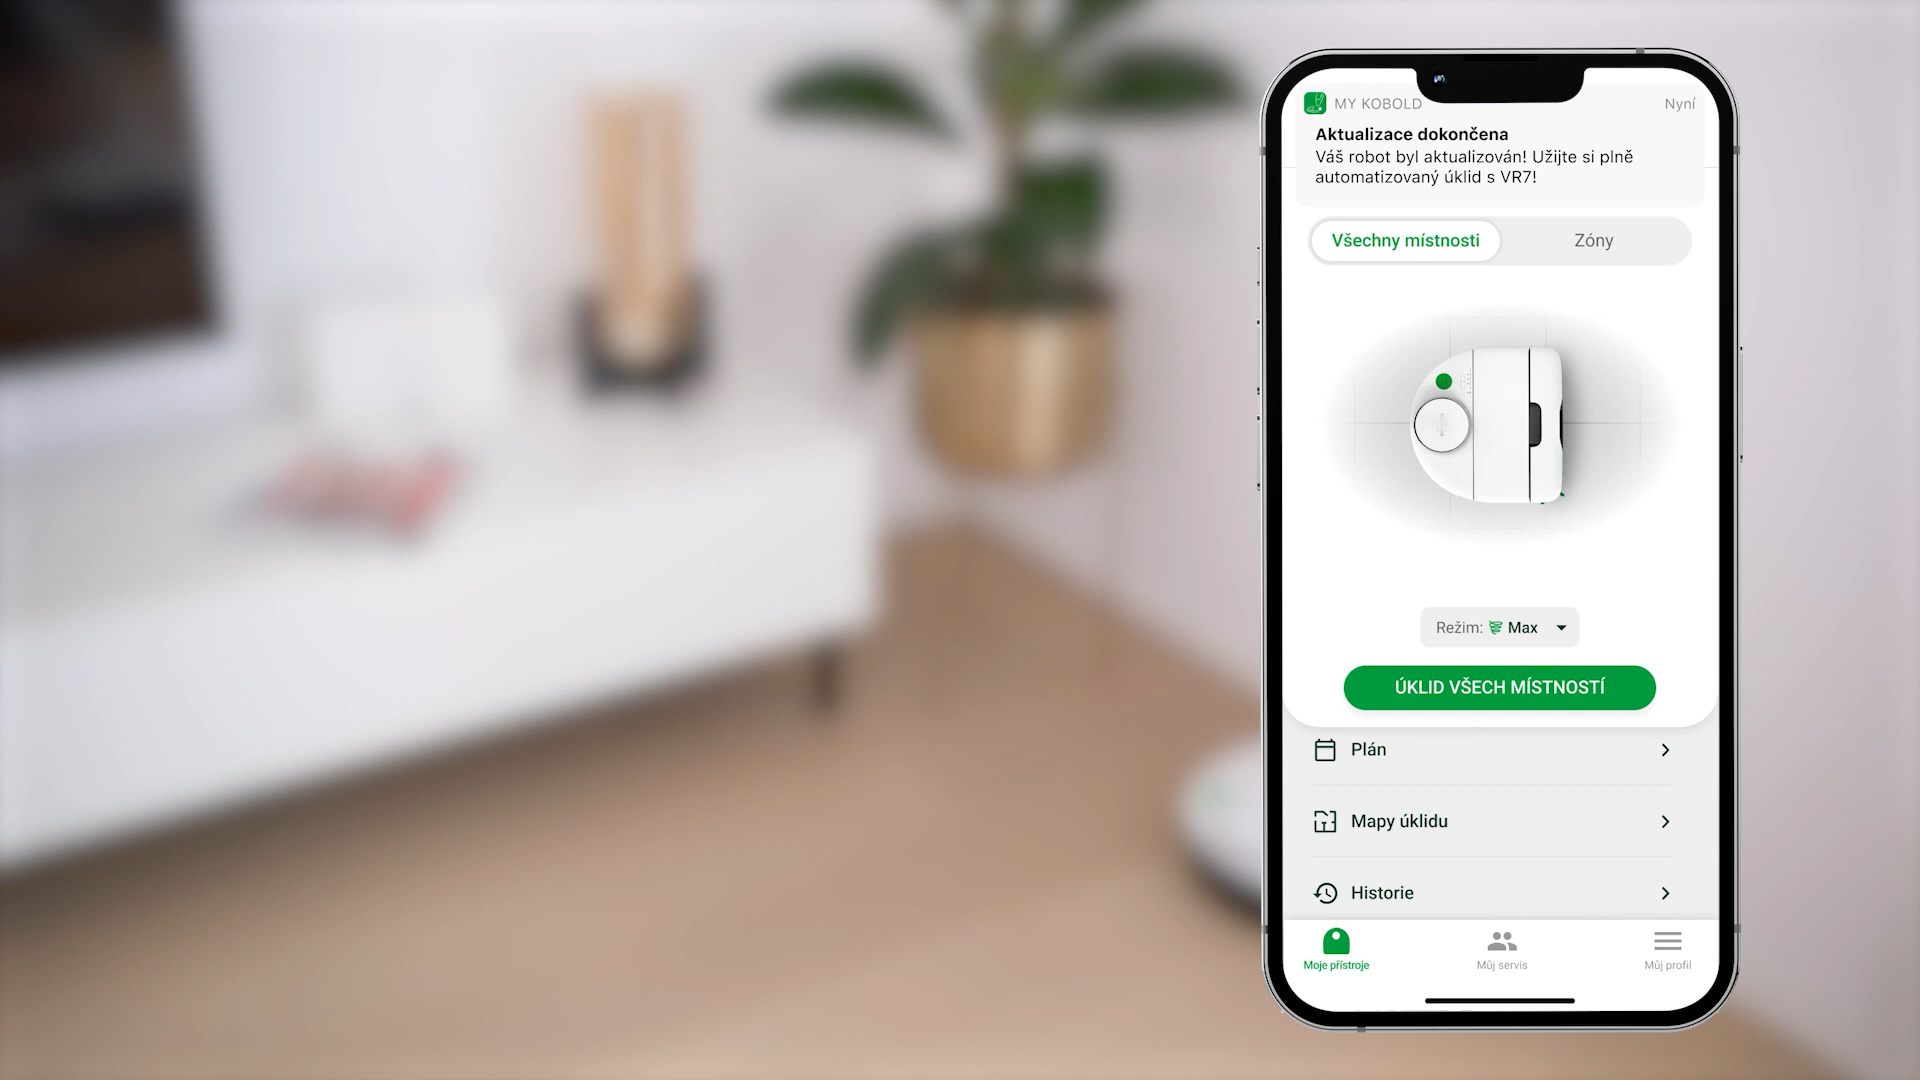 MY KOBOLD
Nyní
Aktualizace dokončena
Váš robot byl aktualizován! Užijte si plně
automatizovaný úklid s VR7!
Všechny místnosti
Zóny
Režim: Max
ÚKLID VŠECH MÍSTNOSTÍ
Plán
Mapy úklidu
Historie
Moje přístroje
Můj servis
Můj profil